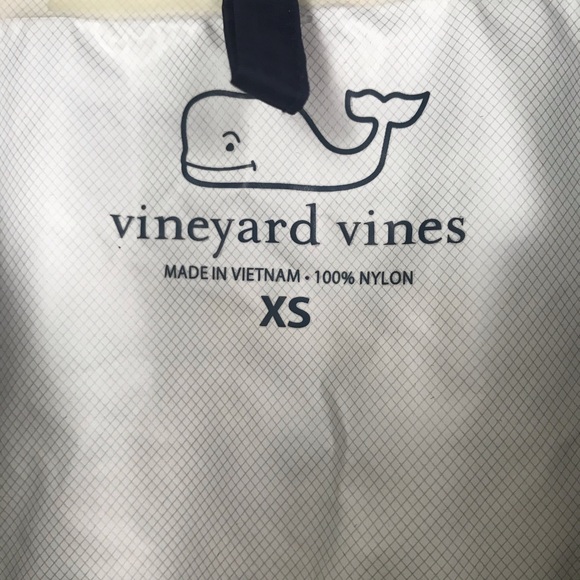 vineyard vines
MADE IN VIETNAM • 100% NYLON
XS